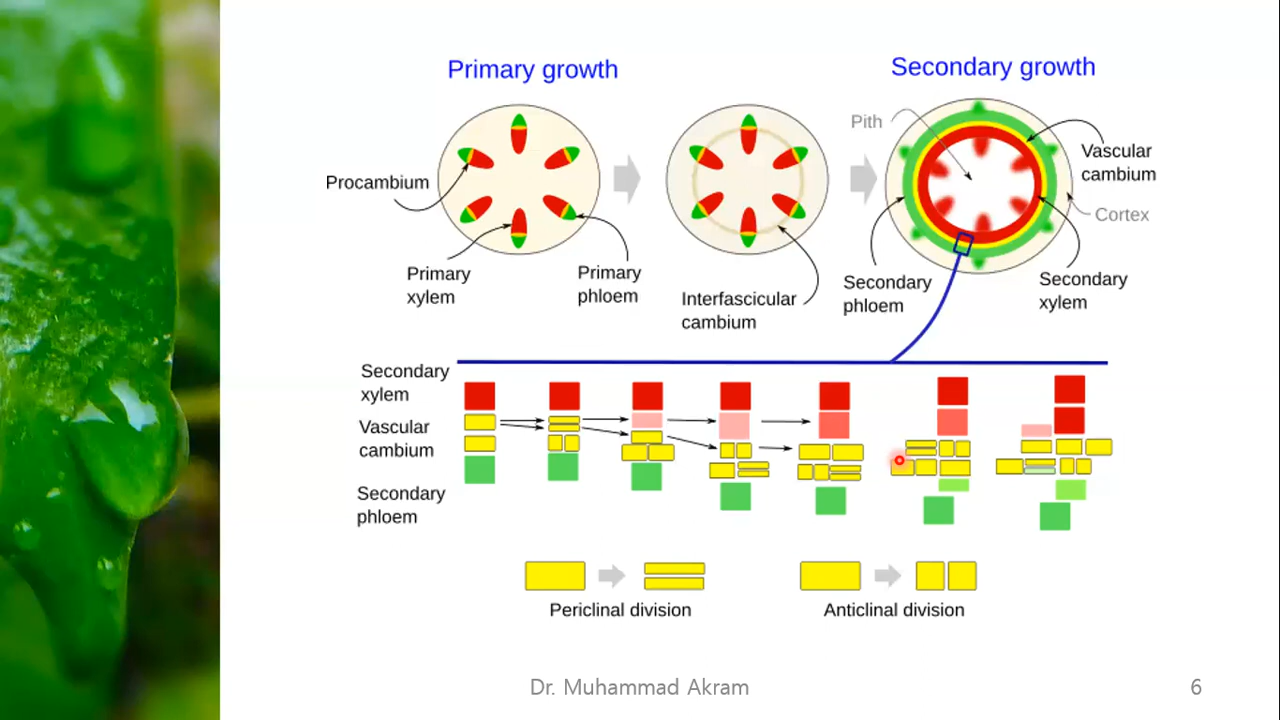 Primary growth
Secondary growth
Pith
Vascular
cambium
Procambium
Cortex
Primary
xylem
Primary
phloem
Interfascicular
cambium
Secondary
phloem
Secondary
xylem
Secondary
xylem
Vascular
cambium
Secondary
phloem
Periclinal division
Anticlinal division
Dr. Muhammad Akram
6